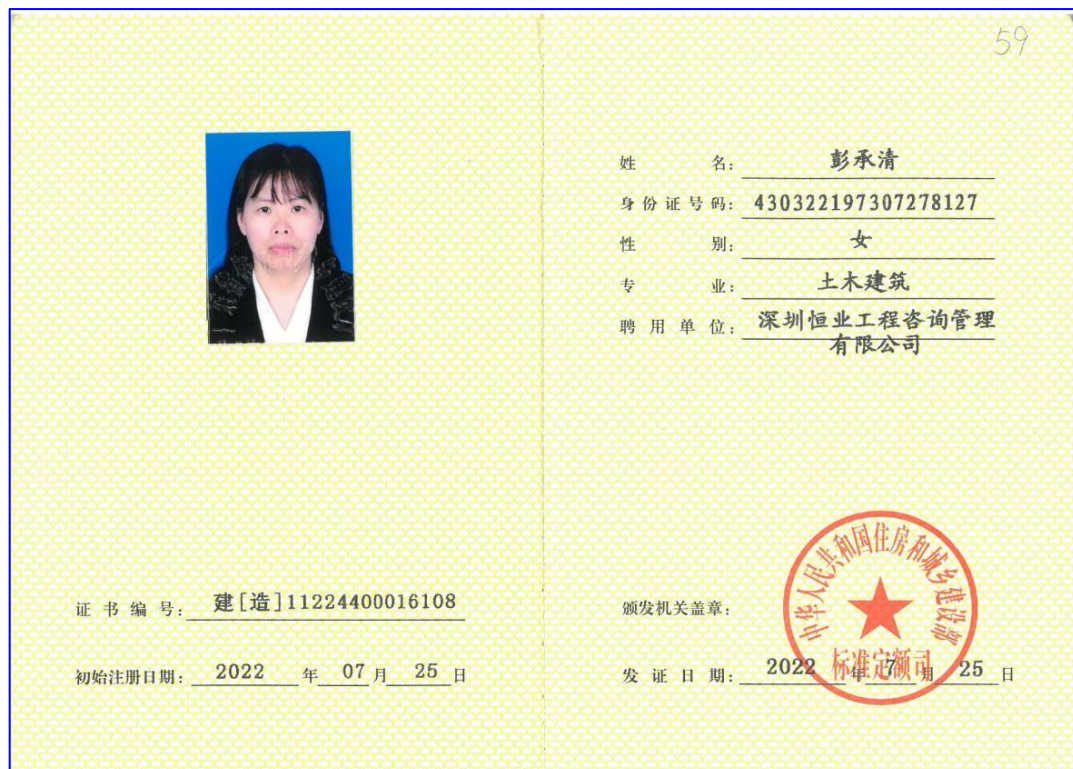 59
姓 名: 彭承清
身份证号码: 430322197307278127
性 别: 女
专 业: 土木建筑
聘用单位: 深圳恒业工程咨询管理
有限公司
证书编号: 建[造]11224400016108
初始注册日期: 2022 年 07 月 25 日
颁发机关盖章:
中华人民共和国住房和城乡建设部
标准定额司
发证日期: 2022 年 7 月 25 日